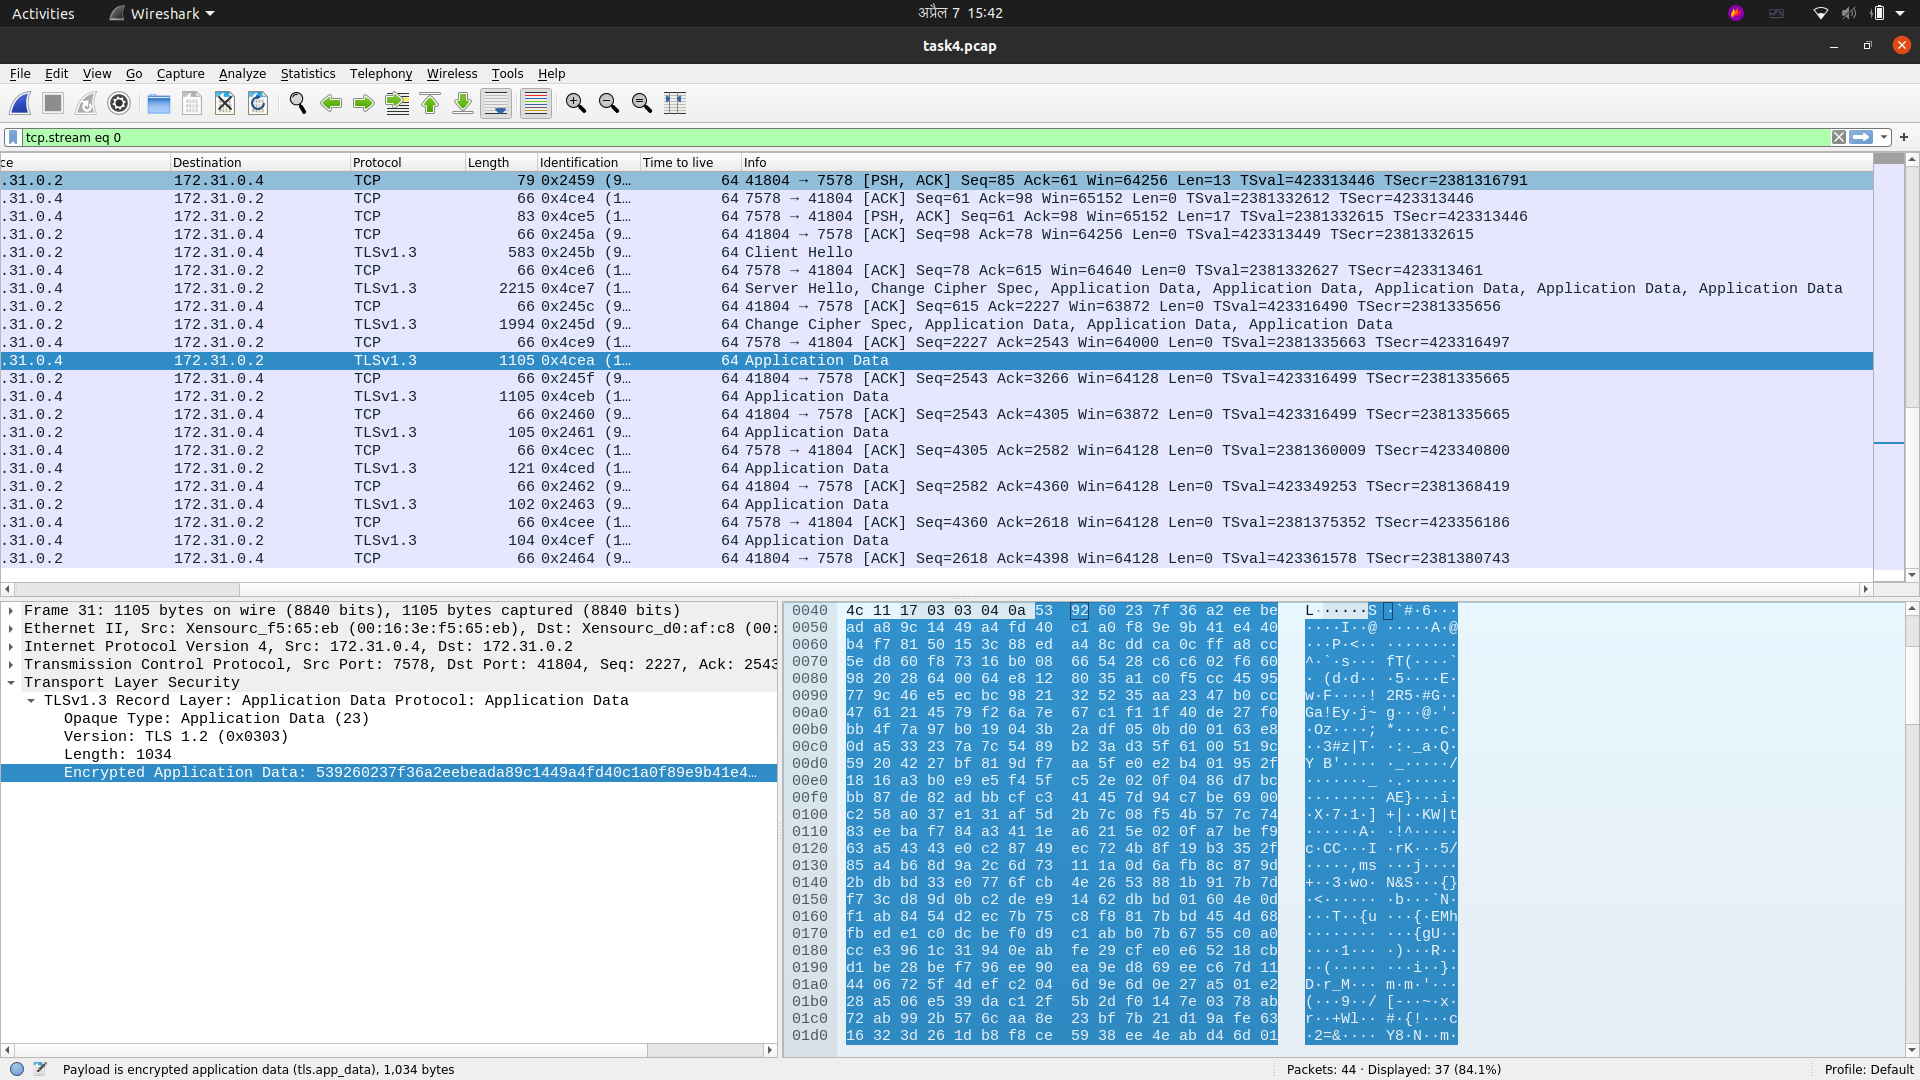 Activities Wireshark अप्रैल 7 15:42
task4.pcap
File Edit View Go Capture Analyze Statistics Telephony Wireless Tools Help
tcp.stream eq 0
ce Destination Protocol Length Identification Time to live Info
.31.0.2 172.31.0.4 TCP 79 0x2459 (9… 64 41804 → 7578 [PSH, ACK] Seq=85 Ack=61 Win=64256 Len=13 TSval=423313446 TSecr=2381316791
.31.0.4 172.31.0.2 TCP 66 0x4ce4 (1… 64 7578 → 41804 [ACK] Seq=61 Ack=98 Win=65152 Len=0 TSval=2381332612 TSecr=423313446
.31.0.4 172.31.0.2 TCP 83 0x4ce5 (1… 64 7578 → 41804 [PSH, ACK] Seq=61 Ack=98 Win=65152 Len=17 TSval=2381332615 TSecr=423313446
.31.0.2 172.31.0.4 TCP 66 0x245a (9… 64 41804 → 7578 [ACK] Seq=98 Ack=78 Win=64256 Len=0 TSval=423313449 TSecr=2381332615
.31.0.2 172.31.0.4 TLSv1.3 583 0x245b (9… 64 Client Hello
.31.0.4 172.31.0.2 TCP 66 0x4ce6 (1… 64 7578 → 41804 [ACK] Seq=78 Ack=615 Win=64640 Len=0 TSval=2381332627 TSecr=423313461
.31.0.4 172.31.0.2 TLSv1.3 2215 0x4ce7 (1… 64 Server Hello, Change Cipher Spec, Application Data, Application Data, Application Data, Application Data, Application Data
.31.0.2 172.31.0.4 TCP 66 0x245c (9… 64 41804 → 7578 [ACK] Seq=615 Ack=2227 Win=63872 Len=0 TSval=423316490 TSecr=2381335656
.31.0.2 172.31.0.4 TLSv1.3 1994 0x245d (9… 64 Change Cipher Spec, Application Data, Application Data, Application Data
.31.0.4 172.31.0.2 TCP 66 0x4ce9 (1… 64 7578 → 41804 [ACK] Seq=2227 Ack=2543 Win=64000 Len=0 TSval=2381335663 TSecr=423316497
.31.0.4 172.31.0.2 TLSv1.3 1105 0x4cea (1… 64 Application Data
.31.0.2 172.31.0.4 TCP 66 0x245f (9… 64 41804 → 7578 [ACK] Seq=2543 Ack=3266 Win=64128 Len=0 TSval=423316499 TSecr=2381335665
.31.0.4 172.31.0.2 TLSv1.3 1105 0x4ceb (1… 64 Application Data
.31.0.2 172.31.0.4 TCP 66 0x2460 (9… 64 41804 → 7578 [ACK] Seq=2543 Ack=4305 Win=63872 Len=0 TSval=423316499 TSecr=2381335665
.31.0.2 172.31.0.4 TLSv1.3 105 0x2461 (9… 64 Application Data
.31.0.4 172.31.0.2 TCP 66 0x4cec (1… 64 7578 → 41804 [ACK] Seq=4305 Ack=2582 Win=64128 Len=0 TSval=2381360009 TSecr=423340800
.31.0.4 172.31.0.2 TLSv1.3 121 0x4ced (1… 64 Application Data
.31.0.2 172.31.0.4 TCP 66 0x2462 (9… 64 41804 → 7578 [ACK] Seq=2582 Ack=4360 Win=64128 Len=0 TSval=423349253 TSecr=2381368419
.31.0.2 172.31.0.4 TLSv1.3 102 0x2463 (9… 64 Application Data
.31.0.4 172.31.0.2 TCP 66 0x4cee (1… 64 7578 → 41804 [ACK] Seq=4360 Ack=2618 Win=64128 Len=0 TSval=2381375352 TSecr=423356186
.31.0.4 172.31.0.2 TLSv1.3 104 0x4cef (1… 64 Application Data
.31.0.2 172.31.0.4 TCP 66 0x2464 (9… 64 41804 → 7578 [ACK] Seq=2618 Ack=4398 Win=64128 Len=0 TSval=423361578 TSecr=2381380743
Frame 31: 1105 bytes on wire (8840 bits), 1105 bytes captured (8840 bits)
Ethernet II, Src: Xensourc_f5:65:eb (00:16:3e:f5:65:eb), Dst: Xensourc_d0:af:c8 (00:
Internet Protocol Version 4, Src: 172.31.0.4, Dst: 172.31.0.2
Transmission Control Protocol, Src Port: 7578, Dst Port: 41804, Seq: 2227, Ack: 2543
Transport Layer Security
TLSv1.3 Record Layer: Application Data Protocol: Application Data
Opaque Type: Application Data (23)
Version: TLS 1.2 (0x0303)
Length: 1034
Encrypted Application Data: 539260237f36a2eebeada89c1449a4fd40c1a0f89e9b41e4…
0040 4c 11 17 03 03 04 0a 53 92 60 23 7f 36 a2 ee be L······S ·`#·6···
0050 ad a8 9c 14 49 a4 fd 40 c1 a0 f8 9e 9b 41 e4 40 ····I··@ ·····A·@
0060 b4 f7 81 50 15 3c 88 ed a4 8c dd ca 0c ff a8 cc ···P·<·· ········
0070 5e d8 60 f8 73 16 b0 08 66 54 28 c6 c6 02 f6 60 ^·`·s··· fT(····`
0080 98 20 28 64 00 64 e8 12 80 35 a1 c0 f5 cc 45 95 · (d·d·· ·5····E·
0090 77 9c 46 e5 ec bc 98 21 32 52 35 aa 23 47 b0 cc w·F····! 2R5·#G··
00a0 47 61 21 45 79 f2 6a 7e 67 c1 f1 1f 40 de 27 f0 Ga!Ey·j~ g···@·'·
00b0 bb 4f 7a 97 b0 19 04 3b 2a df 05 0b d0 01 63 e8 ·Oz····; *·····c·
00c0 0d a5 33 23 7a 7c 54 89 b2 3a d3 5f 61 00 51 9c ··3#z|T· ·:·_a·Q·
00d0 59 20 42 27 bf 81 9d f7 aa 5f e0 e2 b4 01 95 2f Y B'···· ·_·····/
00e0 18 16 a3 b0 e9 e5 f4 5f c5 2e 02 0f 04 86 d7 bc ·······_ ·.······
00f0 bb 87 de 82 ad bb cf c3 41 45 7d 94 c7 be 69 00 ········ AE}···i·
0100 c2 58 a0 37 e1 31 af 5d 2b 7c 08 f5 4b 57 7c 74 ·X·7·1·] +|··KW|t
0110 83 ee ba f7 84 a3 41 1e a6 21 5e 02 0f a7 be f9 ······A· ·!^·····
0120 63 a5 43 43 e0 c2 87 49 ec 72 4b 8f 19 b3 35 2f c·CC···I ·rK···5/
0130 85 a4 b6 8d 9a 2c 6d 73 11 1a 0d 6a fb 8c 87 9d ·····,ms ···j····
0140 2b db bd 33 e0 77 6f cb 4e 26 53 88 1b 91 7b 7d +··3·wo· N&S···{}
0150 f7 3c d8 9d 0b c2 de e9 14 62 db bd 01 60 4e 0d ·<······ ·b···`N·
0160 f1 ab 84 54 d2 ec 7b 75 c8 f8 81 7b bd 45 4d 68 ···T··{u ···{·EMh
0170 fb ed e1 c0 dc be f0 d9 c1 ab b0 7b 67 55 c0 a0 ········ ···{gU··
0180 cc e3 96 1c 31 94 0e ab fe 29 cf e0 e6 52 18 cb ····1··· ·)···R··
0190 d1 be 28 be f7 96 ee 90 ea 9e d8 69 ee c6 7d 11 ··(····· ···i··}·
01a0 44 06 72 5f 4d ef c2 04 6d 9e 6d 0e 27 a5 01 e2 D·r_M··· m·m·'···
01b0 28 a5 06 e5 39 da c1 2f 5b 2d f0 14 7e 03 78 ab (···9··/ [-··~·x·
01c0 72 ab 99 2b 57 6c aa 8e 23 bf 7b 21 d1 9a fe 63 r··+Wl·· #·{!···c
01d0 16 32 3d 26 1d b8 f8 ce 59 38 ee 4e ab d4 6d 01 ·2=&···· Y8·N··m·
Payload is encrypted application data (tls.app_data), 1,034 bytes Packets: 44 · Displayed: 37 (84.1%) Profile: Default